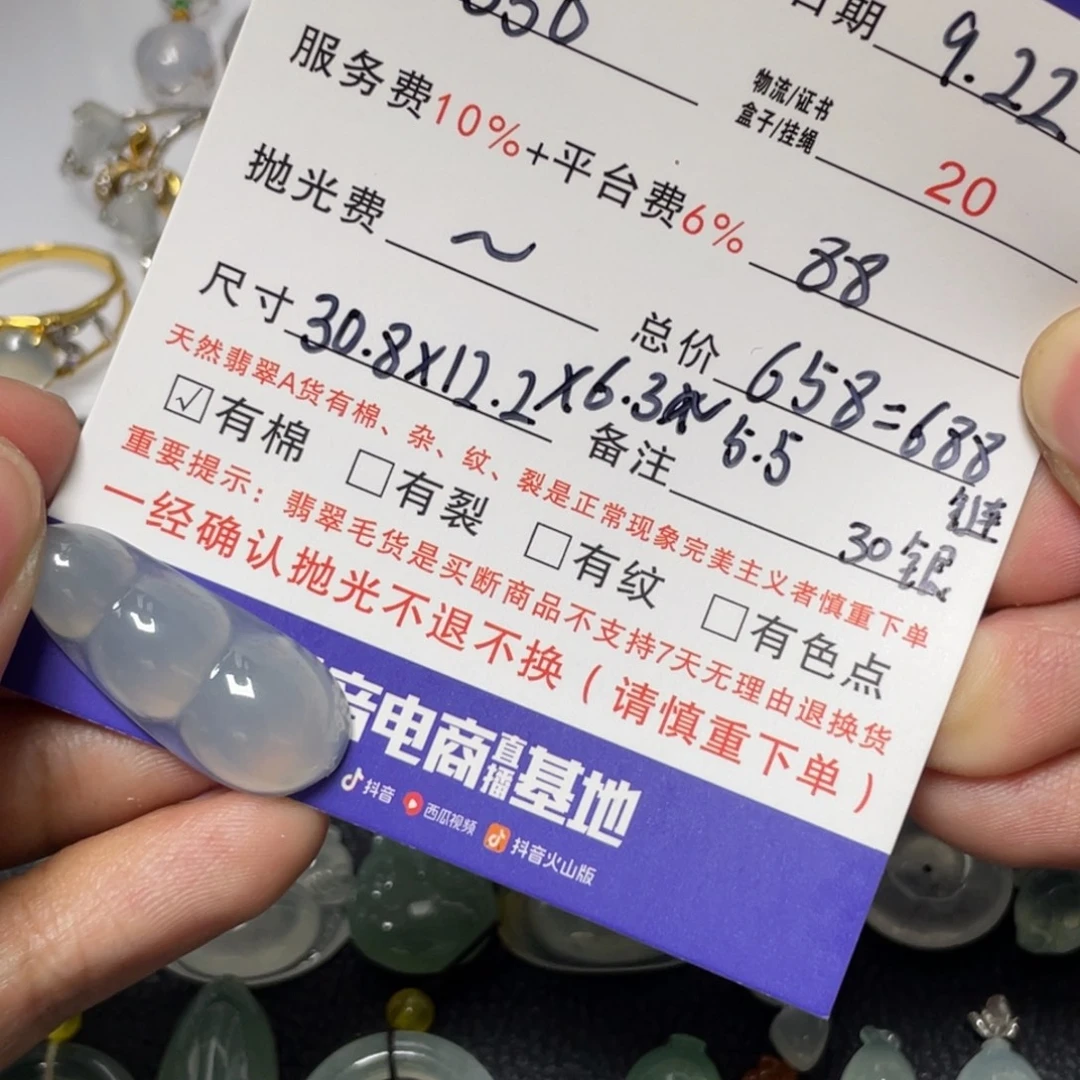 550 日期 9.22
服务费10%+平台费6% 88
物流/证书
盒子/挂绳 20
抛光费 ~
总价 658=688
尺寸 30.8X12.2X6.3~5.5
备注 30银链
天然翡翠A货有棉、杂、纹、裂是正常现象完美主义者慎重下单
☑有棉 □有裂 □有纹 □有色点
重要提示：翡翠毛货是买断商品不支持7天无理由退换货
一经确认抛光不退不换（请慎重下单）
音电商直播基地
抖音 西瓜视频 抖音火山版